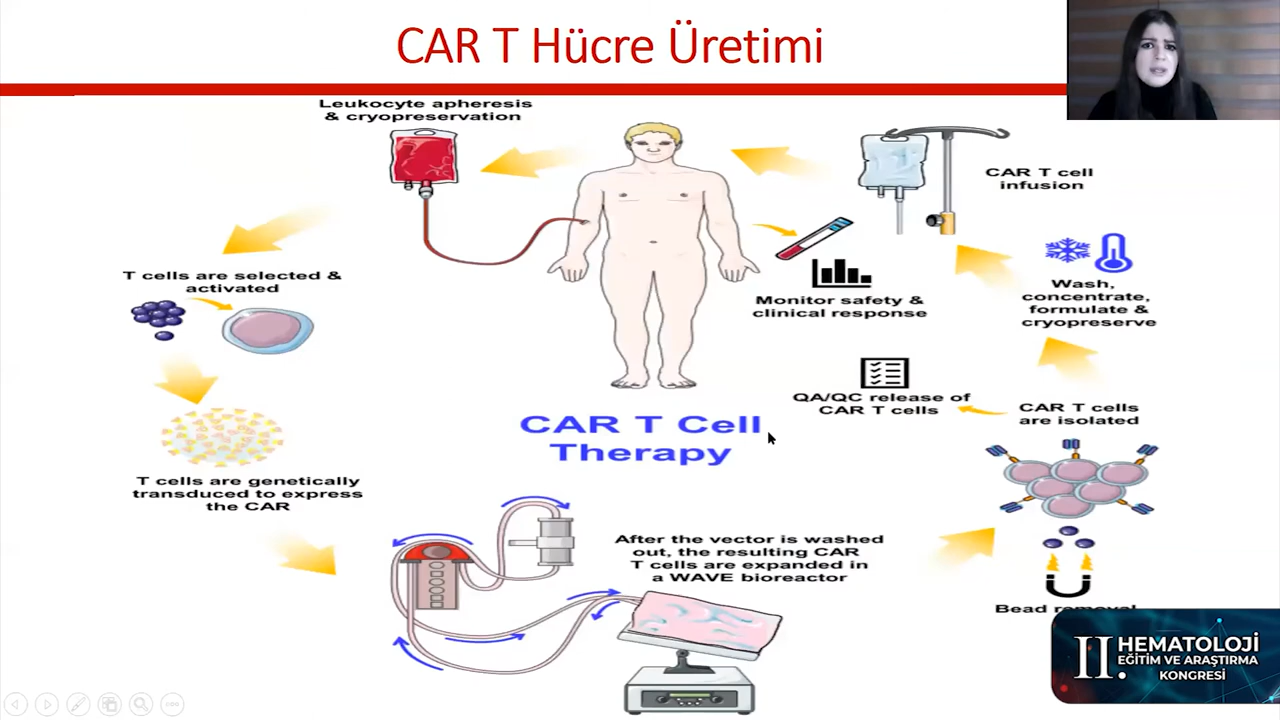 CAR T Hücre Üretimi
Leukocyte apheresis
& cryopreservation
CAR T cell
infusion
T cells are selected &
activated
Wash,
concentrate,
formulate &
cryopreserve
Monitor safety &
clinical response
QA/QC release of
CAR T cells
CAR T cells
are isolated
CAR T Cell
Therapy
T cells are genetically
transduced to express
the CAR
After the vector is washed
out, the resulting CAR
T cells are expanded in
a WAVE bioreactor
Bead removal
II. HEMATOLOJİ
EĞİTİM VE ARAŞTIRMA
KONGRESİ